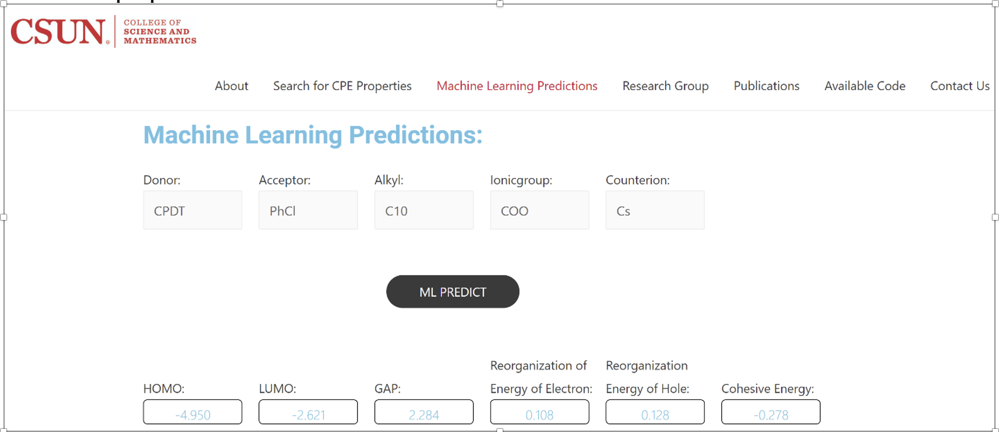 CSUN®
COLLEGE OF
SCIENCE AND
MATHEMATICS
About Search for CPE Properties Machine Learning Predictions Research Group Publications Available Code Contact Us
Machine Learning Predictions:
Donor: Acceptor: Alkyl: Ionicgroup: Counterion:
CPDT PhCl C10 COO Cs
ML PREDICT
Reorganization of Reorganization
HOMO: LUMO: GAP: Energy of Electron: Energy of Hole: Cohesive Energy:
-4.950 -2.621 2.284 0.108 0.128 -0.278